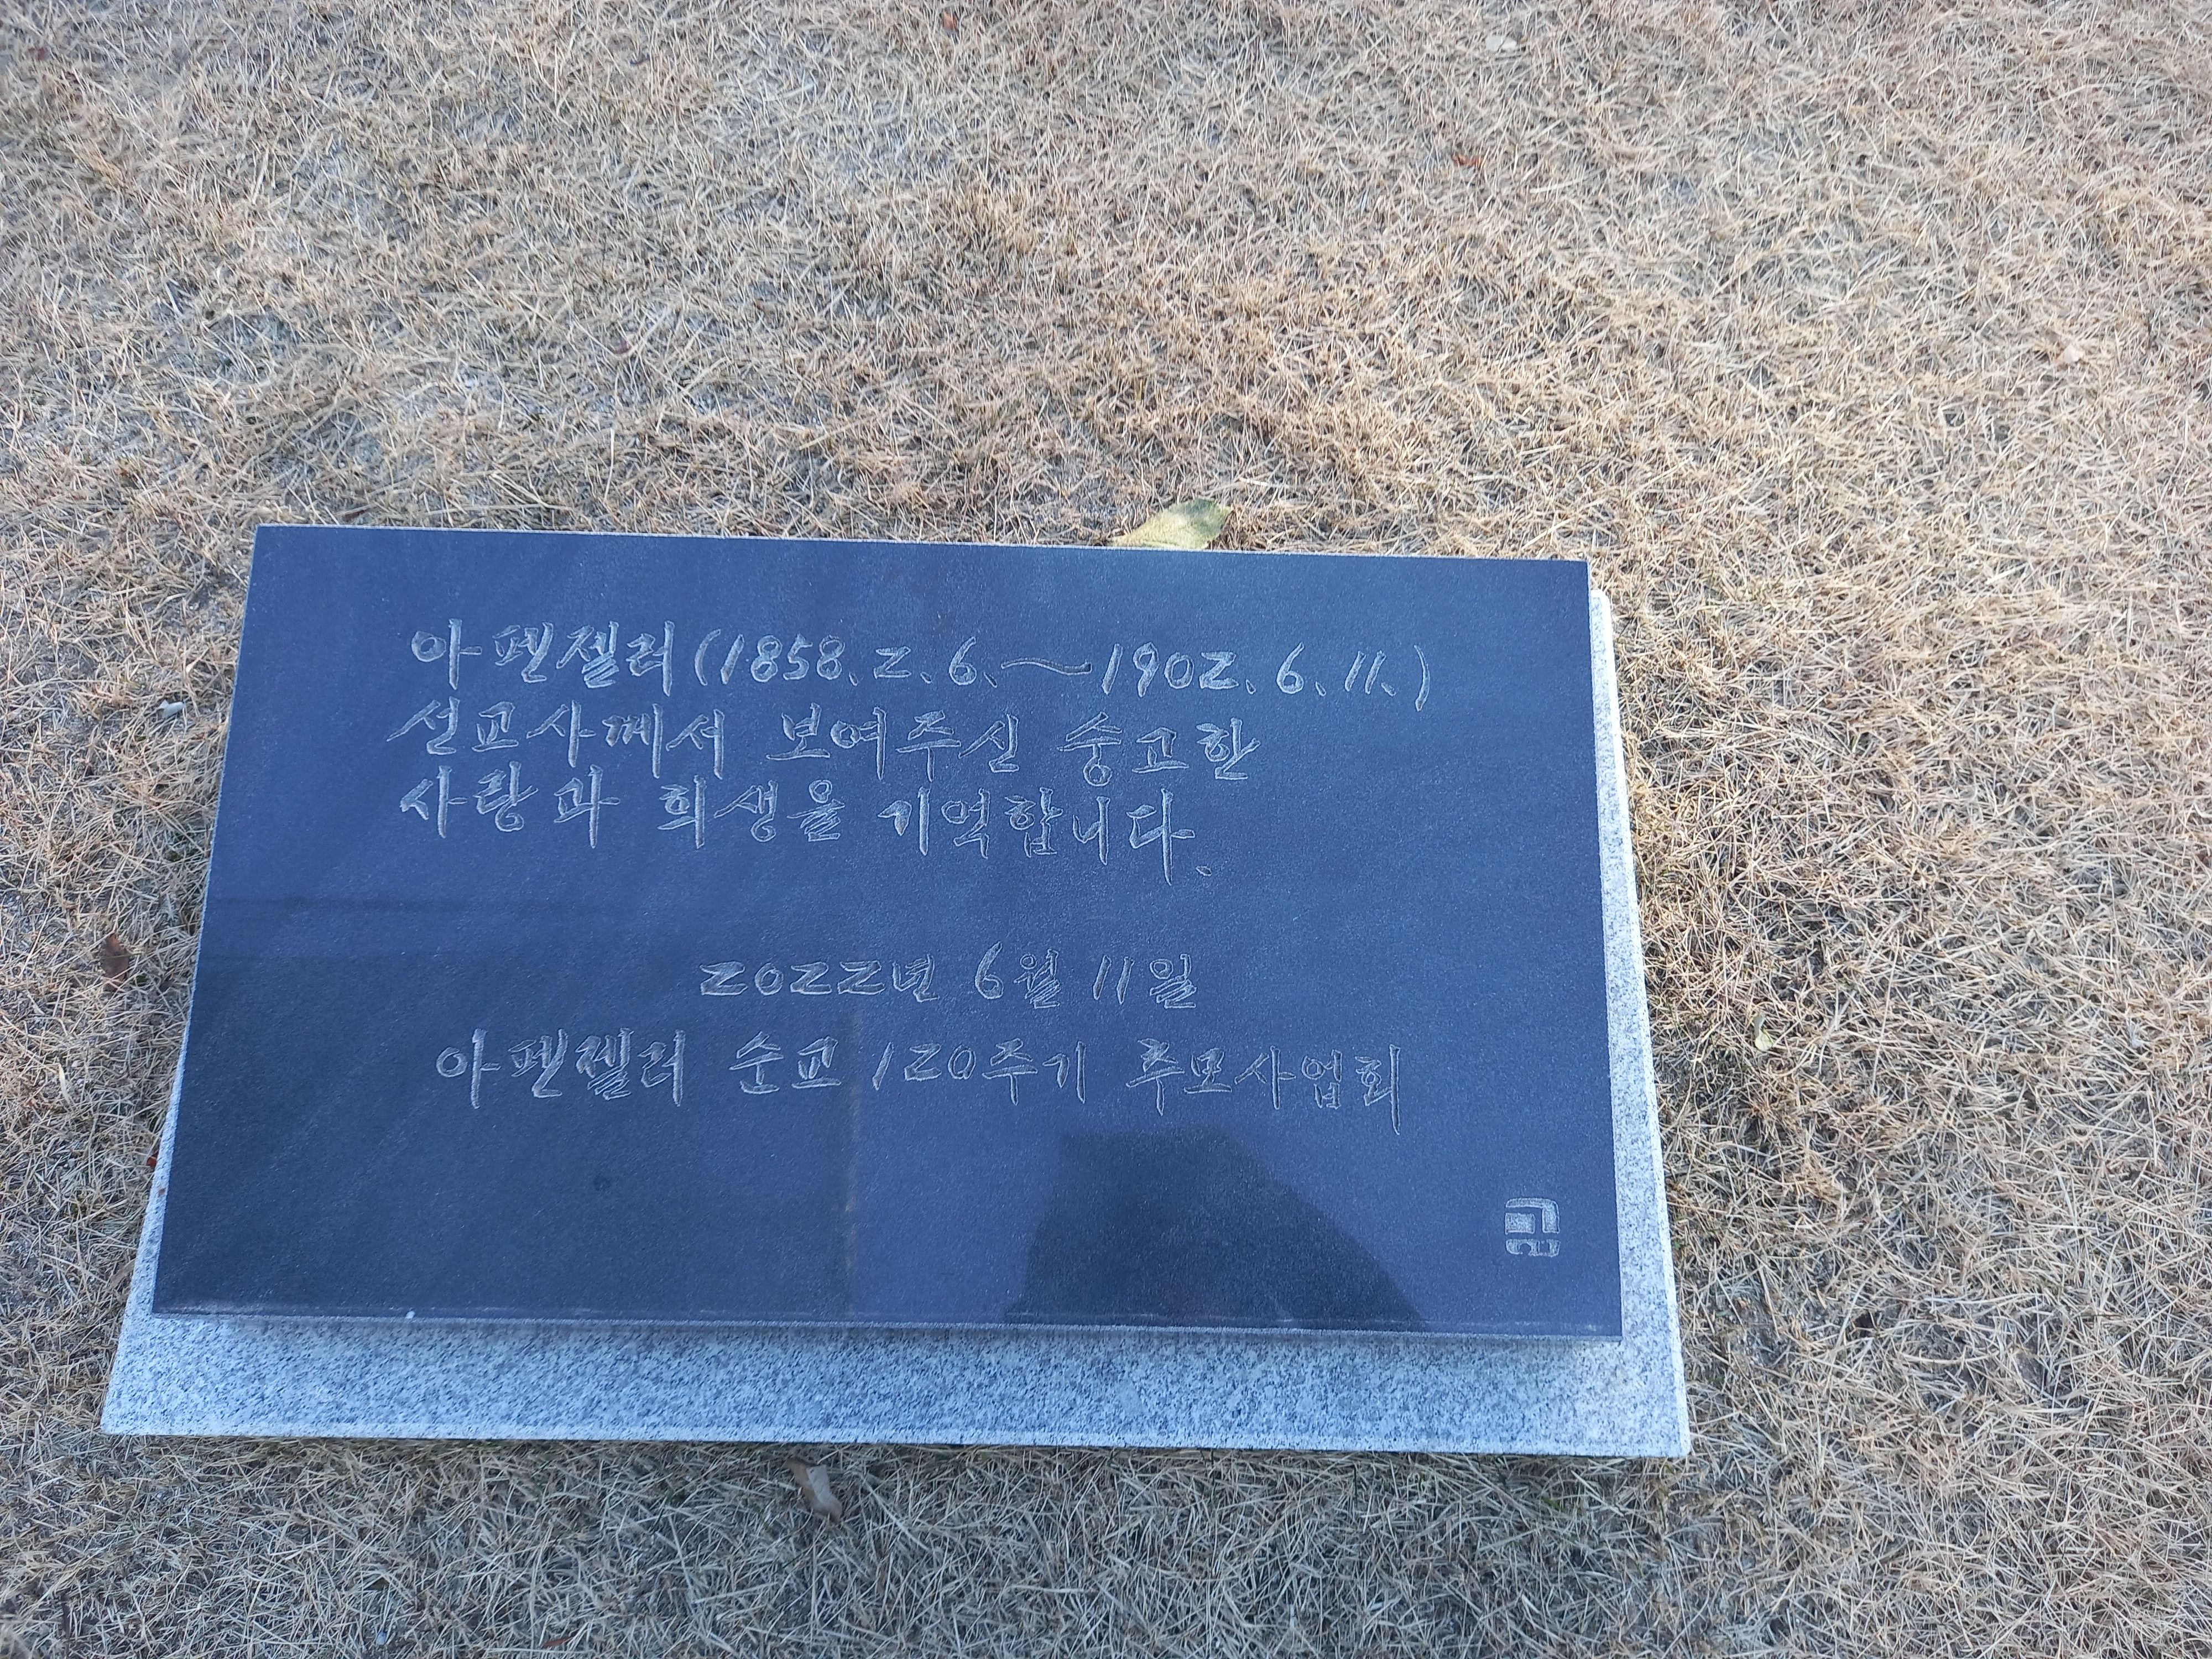 아펜젤러(1858.2.6.~1902.6.11.)
선교사께서 보여주신 숭고한
사랑과 희생을 기억합니다.
2022년 6월 11일
아펜젤러 순교 120주기 추모사업회